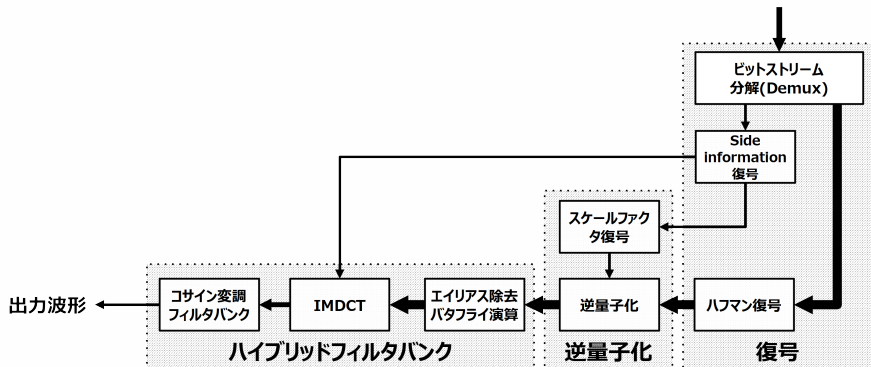 ビットストリーム
分解(Demux)
Side
information
復号
スケールファク
タ復号
出力波形
コサイン変調
フィルタバンク
IMDCT
エイリアス除去
バタフライ演算
逆量子化
ハフマン復号
ハイブリッドフィルタバンク
逆量子化
復号